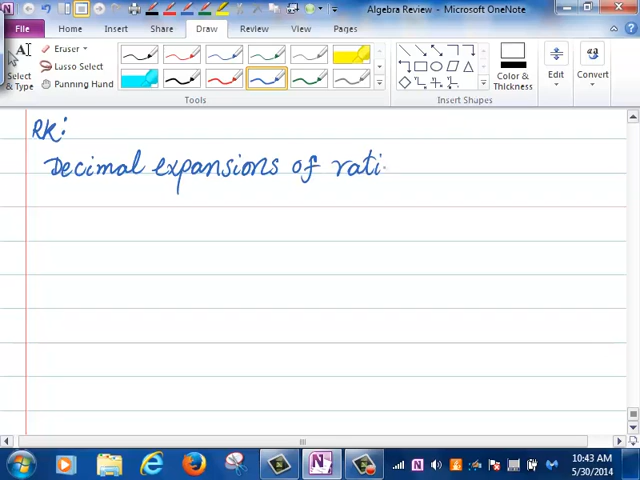 Algebra Review - Microsoft OneNote
File Home Insert Share Draw Review View Pages
Select & Type
Eraser
Lasso Select
Panning Hand
Tools
Insert Shapes
Color & Thickness
Edit
Convert
RK:
Decimal expansions of rati
10:43 AM
5/30/2014